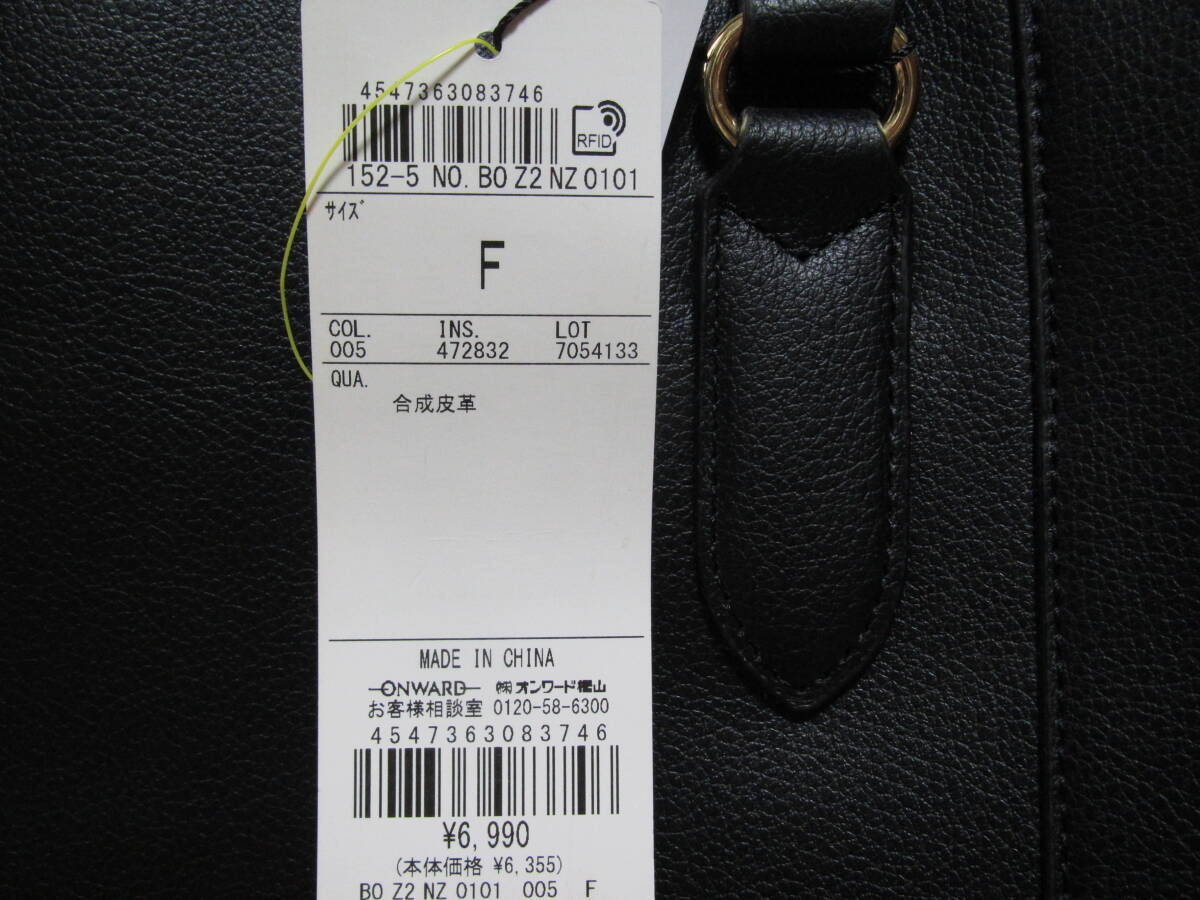 4547363083746
RFID
152-5 NO. BO Z2 NZ 0101
サイズ
F
COL. INS. LOT
005 472832 7054133
QUA.
合成皮革
MADE IN CHINA
ONWARD ㈱オンワード樫山
お客様相談室 0120-58-6300
4547363083746
¥6,990
(本体価格 ¥6,355)
BO Z2 NZ 0101 005 F